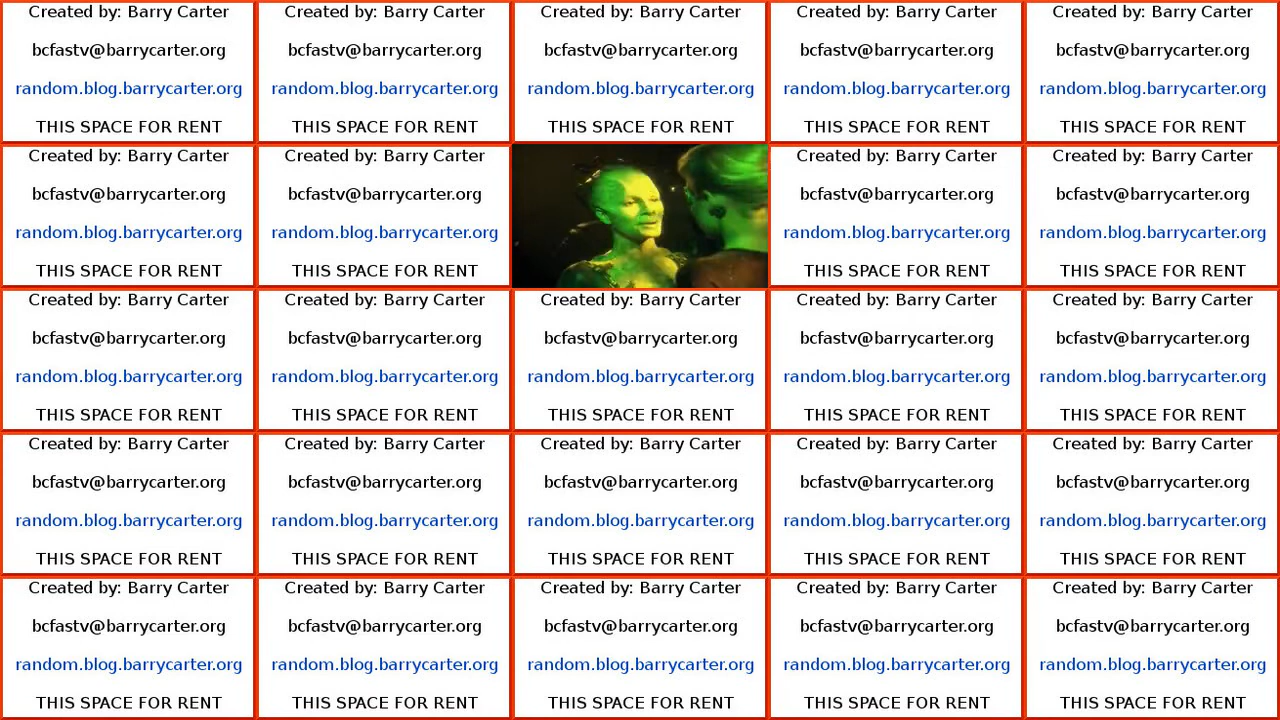 Created by: Barry Carter
bcfastv@barrycarter.org
random.blog.barrycarter.org
THIS SPACE FOR RENT
Created by: Barry Carter
bcfastv@barrycarter.org
random.blog.barrycarter.org
THIS SPACE FOR RENT
Created by: Barry Carter
bcfastv@barrycarter.org
random.blog.barrycarter.org
THIS SPACE FOR RENT
Created by: Barry Carter
bcfastv@barrycarter.org
random.blog.barrycarter.org
THIS SPACE FOR RENT
Created by: Barry Carter
bcfastv@barrycarter.org
random.blog.barrycarter.org
THIS SPACE FOR RENT
Created by: Barry Carter
bcfastv@barrycarter.org
random.blog.barrycarter.org
THIS SPACE FOR RENT
Created by: Barry Carter
bcfastv@barrycarter.org
random.blog.barrycarter.org
THIS SPACE FOR RENT
Created by: Barry Carter
bcfastv@barrycarter.org
random.blog.barrycarter.org
THIS SPACE FOR RENT
Created by: Barry Carter
bcfastv@barrycarter.org
random.blog.barrycarter.org
THIS SPACE FOR RENT
Created by: Barry Carter
bcfastv@barrycarter.org
random.blog.barrycarter.org
THIS SPACE FOR RENT
Created by: Barry Carter
bcfastv@barrycarter.org
random.blog.barrycarter.org
THIS SPACE FOR RENT
Created by: Barry Carter
bcfastv@barrycarter.org
random.blog.barrycarter.org
THIS SPACE FOR RENT
Created by: Barry Carter
bcfastv@barrycarter.org
random.blog.barrycarter.org
THIS SPACE FOR RENT
Created by: Barry Carter
bcfastv@barrycarter.org
random.blog.barrycarter.org
THIS SPACE FOR RENT
Created by: Barry Carter
bcfastv@barrycarter.org
random.blog.barrycarter.org
THIS SPACE FOR RENT
Created by: Barry Carter
bcfastv@barrycarter.org
random.blog.barrycarter.org
THIS SPACE FOR RENT
Created by: Barry Carter
bcfastv@barrycarter.org
random.blog.barrycarter.org
THIS SPACE FOR RENT
Created by: Barry Carter
bcfastv@barrycarter.org
random.blog.barrycarter.org
THIS SPACE FOR RENT
Created by: Barry Carter
bcfastv@barrycarter.org
random.blog.barrycarter.org
THIS SPACE FOR RENT
Created by: Barry Carter
bcfastv@barrycarter.org
random.blog.barrycarter.org
THIS SPACE FOR RENT
Created by: Barry Carter
bcfastv@barrycarter.org
random.blog.barrycarter.org
THIS SPACE FOR RENT
Created by: Barry Carter
bcfastv@barrycarter.org
random.blog.barrycarter.org
THIS SPACE FOR RENT
Created by: Barry Carter
bcfastv@barrycarter.org
random.blog.barrycarter.org
THIS SPACE FOR RENT
Created by: Barry Carter
bcfastv@barrycarter.org
random.blog.barrycarter.org
THIS SPACE FOR RENT